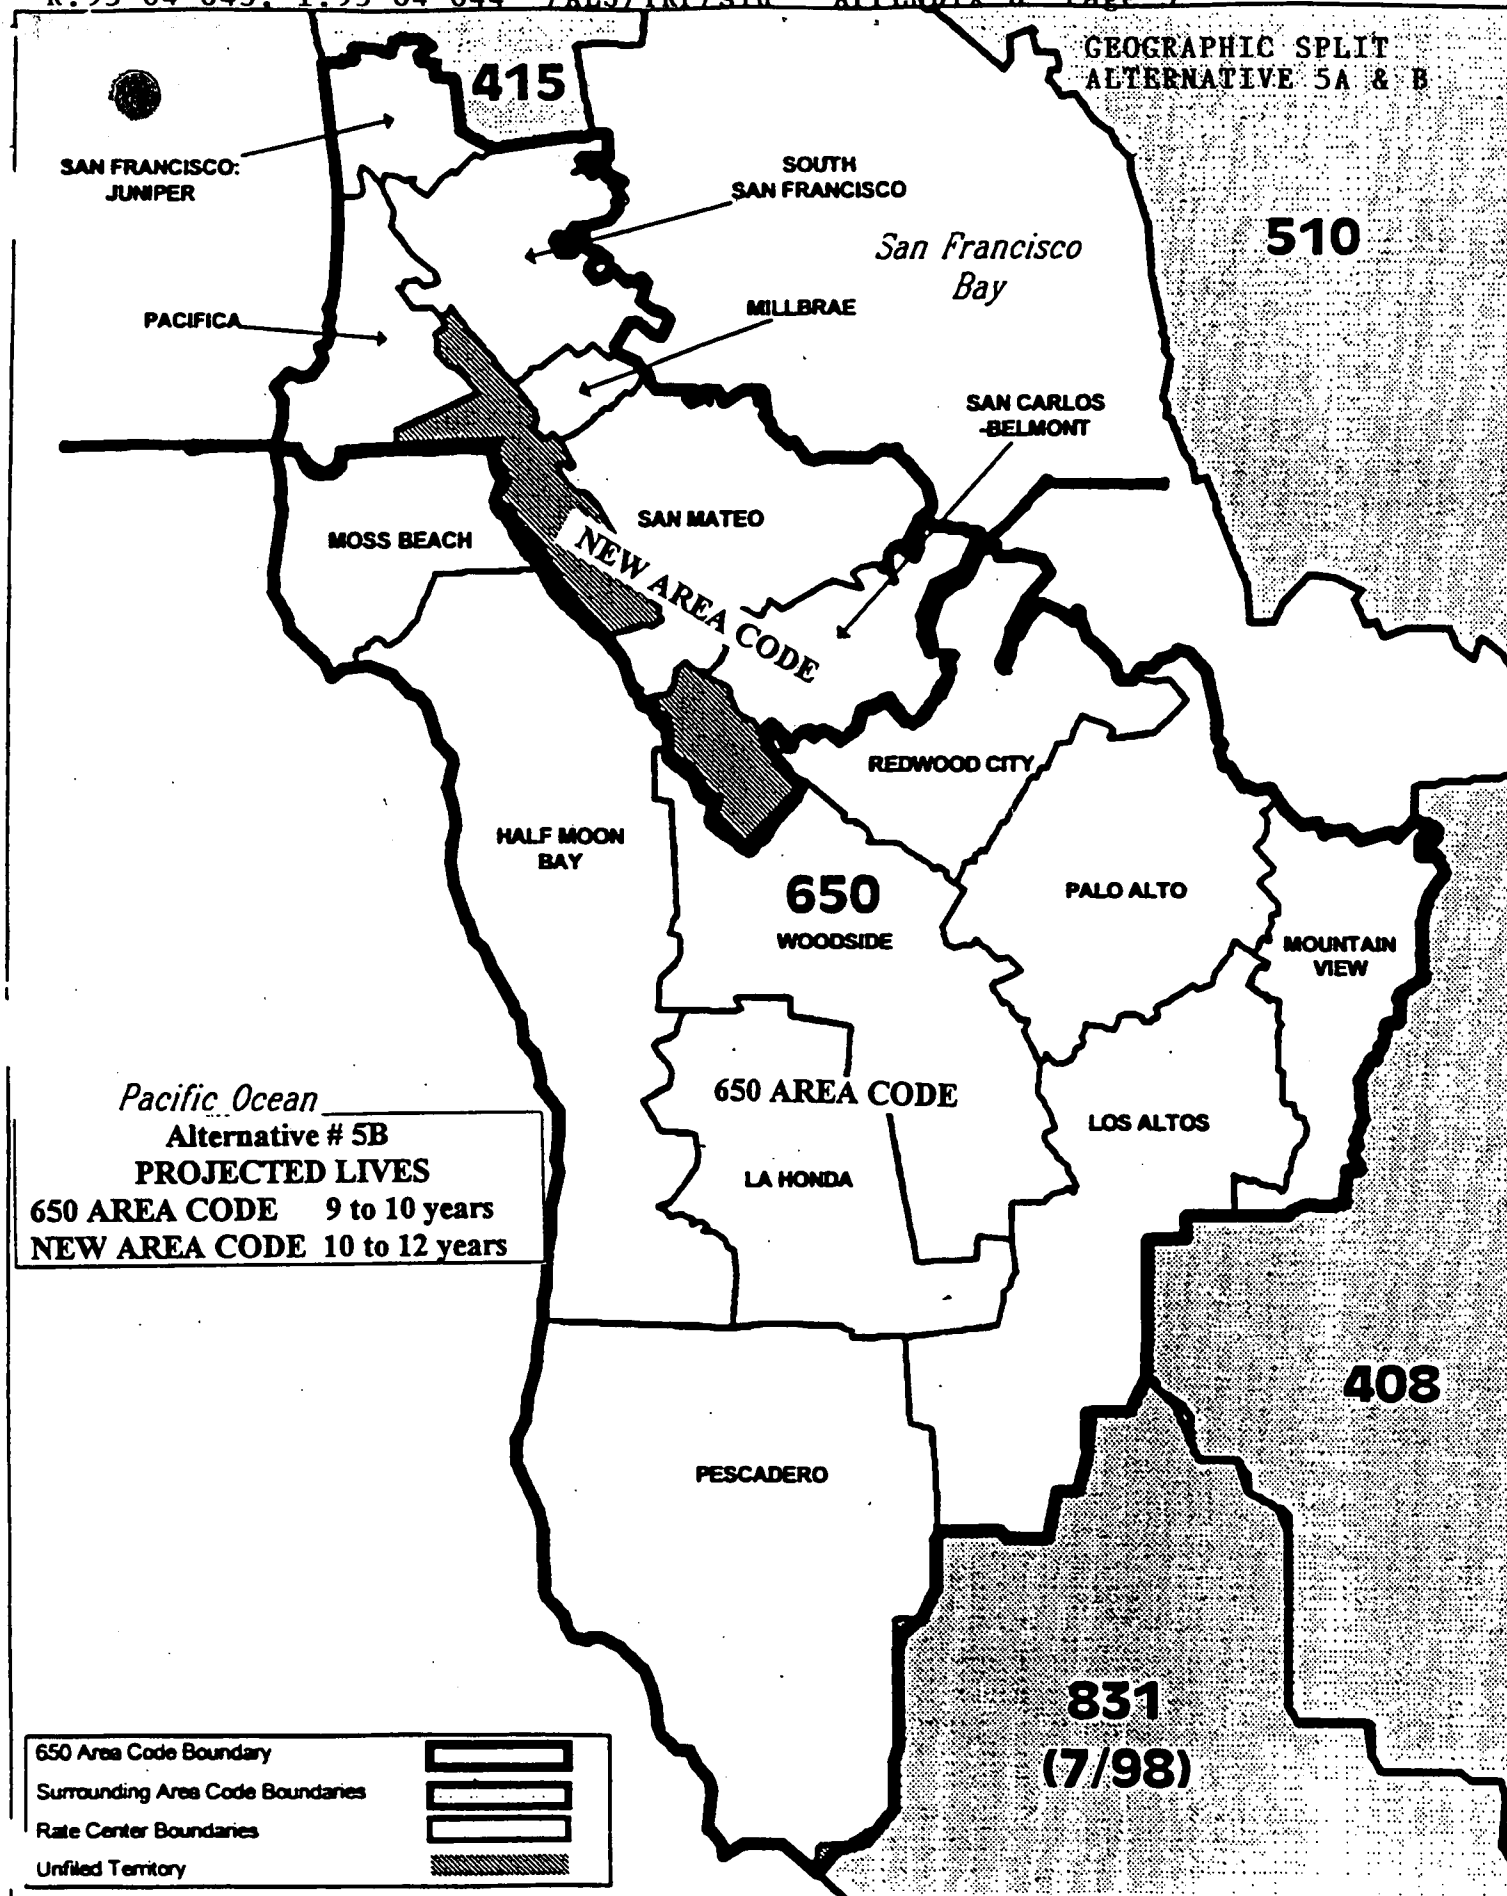 APPENDIX
GEOGRAPHIC SPLIT
ALTERNATIVE 5A & B
415
SAN FRANCISCO:
JUNIPER
SOUTH
SAN FRANCISCO
510
San Francisco
Bay
PACIFICA
MILLBRAE
SAN CARLOS
-BELMONT
SAN MATEO
MOSS BEACH
NEW AREA CODE
REDWOOD CITY
HALF MOON
BAY
650
WOODSIDE
PALO ALTO
MOUNTAIN
VIEW
650 AREA CODE
LOS ALTOS
LA HONDA
Pacific Ocean
Alternative # 5B
PROJECTED LIVES
650 AREA CODE 9 to 10 years
NEW AREA CODE 10 to 12 years
408
PESCADERO
831
(7/98)
650 Area Code Boundary
Surrounding Area Code Boundaries
Rate Center Boundaries
Unfiled Territory